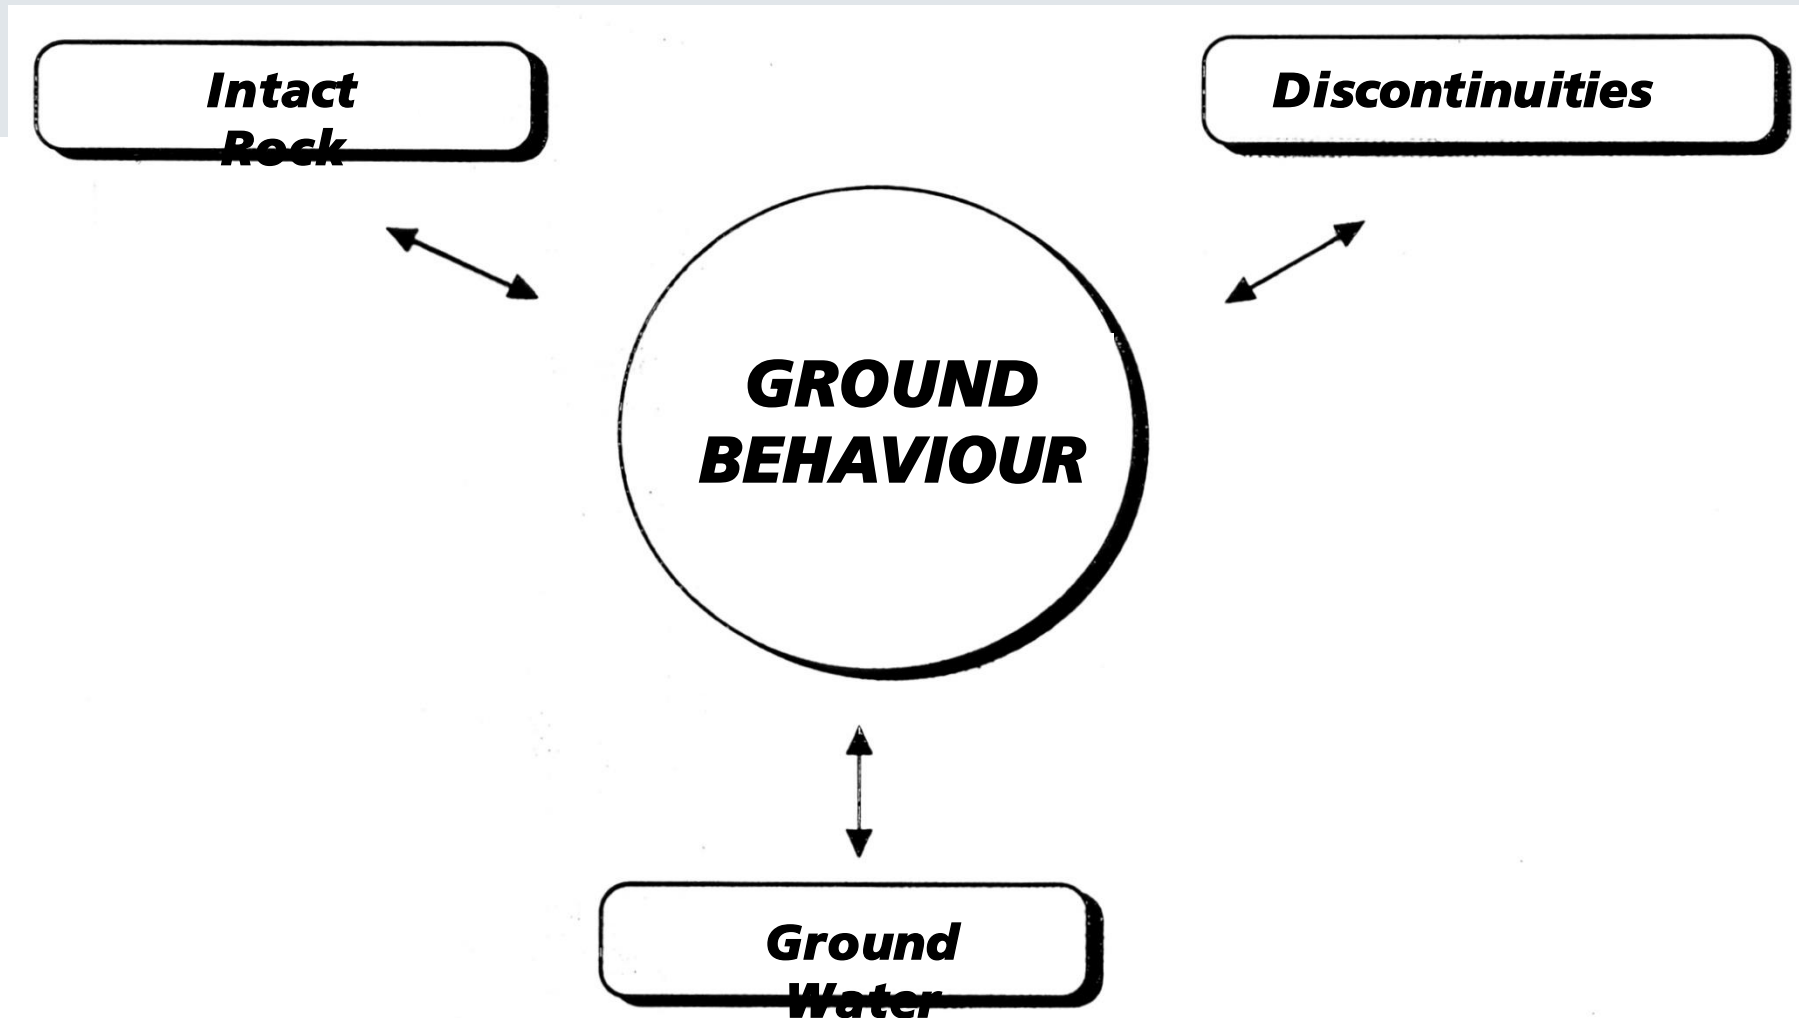 Intact
Rock
Discontinuities
GROUND
BEHAVIOUR
Ground
Water